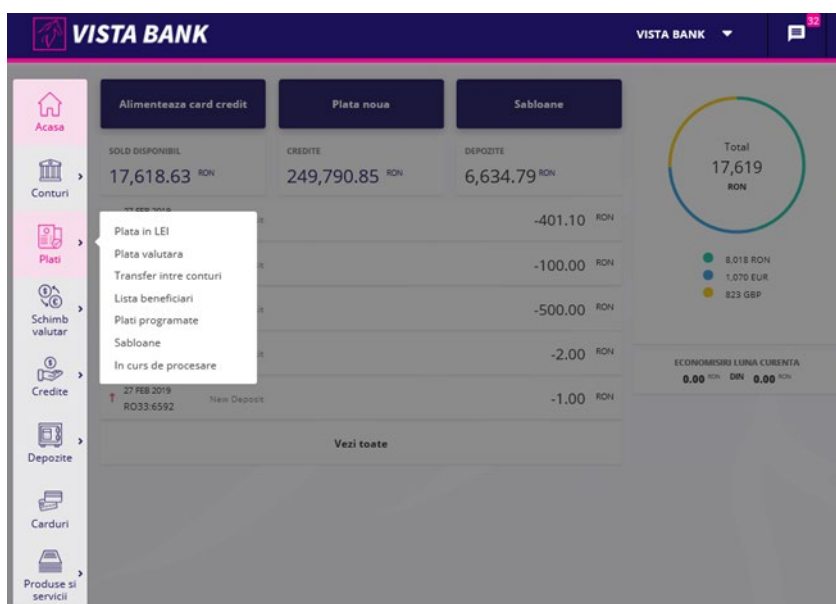 VISTA BANK
VISTA BANK
32
Acasa
Conturi
Plati
Schimb
valutar
Credite
Depozite
Carduri
Produse si
servicii
Alimenteaza card credit
Plata noua
Sabloane
SOLD DISPONIBIL
17,618.63 RON
CREDITE
249,790.85 RON
DEPOZITE
6,634.79 RON
27 FEB 2019
-401.10 RON
Plata in LEI
Plata valutara
Transfer intre conturi
Lista beneficiari
Plati programate
Sabloane
In curs de procesare
-100.00 RON
-500.00 RON
-2.00 RON
27 FEB 2019
RO33:6592
New Deposit
-1.00 RON
Vezi toate
Total
17,619
RON
8,018 RON
1,070 EUR
823 GBP
ECONOMISIRI LUNA CURENTA
0.00 RON DIN 0.00 RON